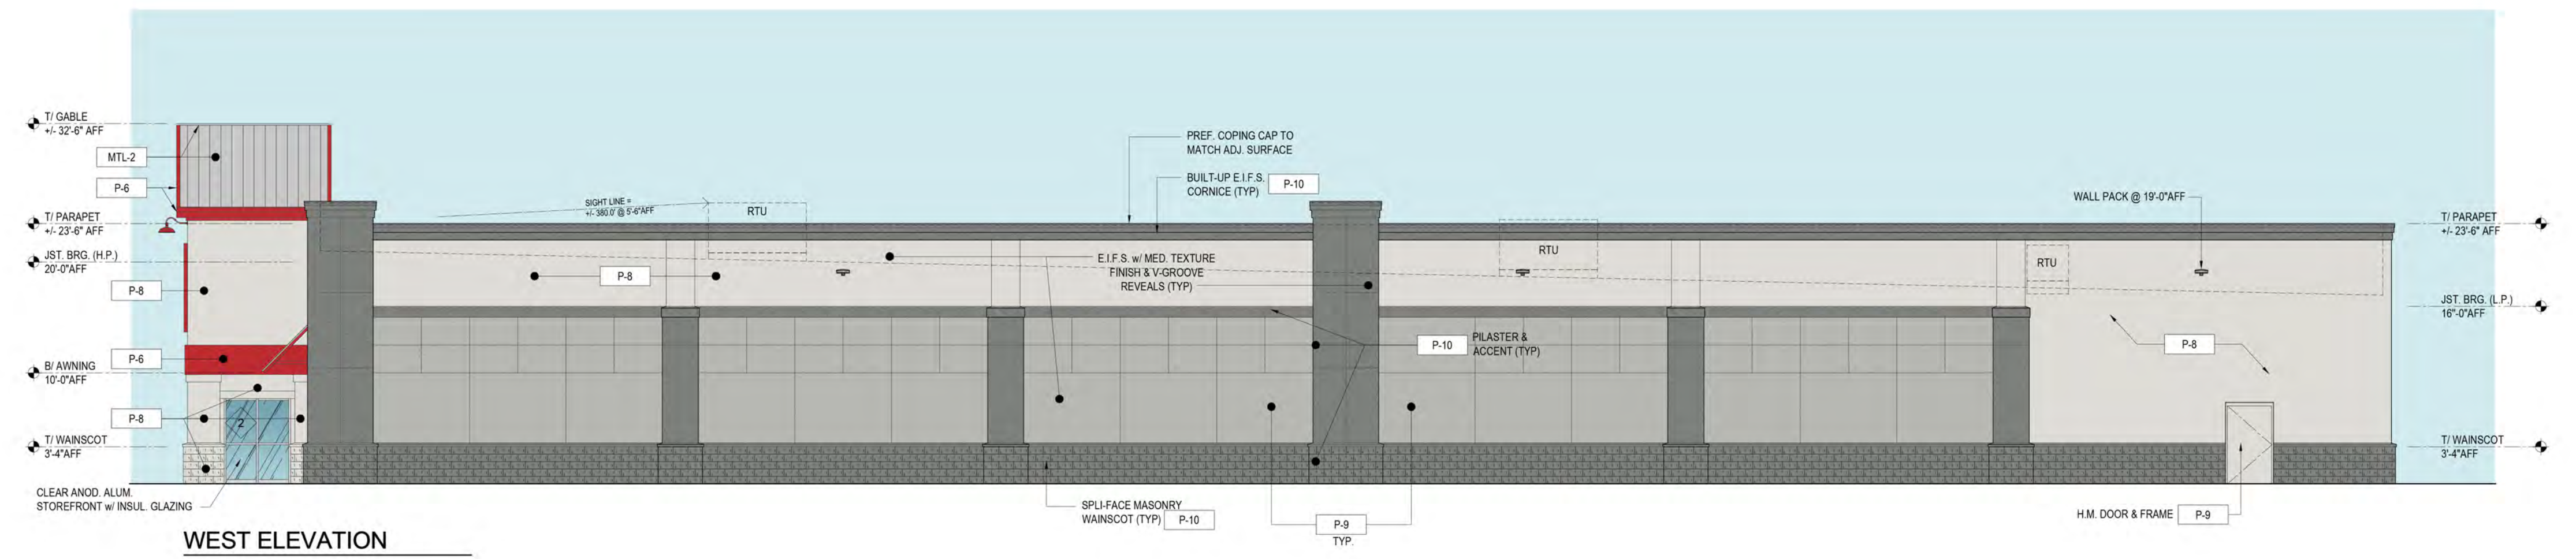 T/ GABLE
+/- 32'-6" AFF
MTL-2
P-6
T/ PARAPET
+/- 23'-6" AFF
JST. BRG. (H.P.)
20'-0"AFF
P-8
P-6
B/ AWNING
10'-0"AFF
P-8
T/ WAINSCOT
3'-4"AFF
2
CLEAR ANOD. ALUM.
STOREFRONT w/ INSUL. GLAZING
SIGHT LINE =
+/- 380.0' @ 5'-6"AFF
RTU
P-8
PREF. COPING CAP TO
MATCH ADJ. SURFACE
BUILT-UP E.I.F.S.
CORNICE (TYP)
P-10
E.I.F.S. w/ MED. TEXTURE
FINISH & V-GROOVE
REVEALS (TYP)
P-10
PILASTER &
ACCENT (TYP)
RTU
RTU
WALL PACK @ 19'-0"AFF
P-8
T/ PARAPET
+/- 23'-6" AFF
JST. BRG. (L.P.)
16"-0"AFF
T/ WAINSCOT
3'-4"AFF
SPLI-FACE MASONRY
WAINSCOT (TYP)
P-10
P-9
TYP.
H.M. DOOR & FRAME
P-9
WEST ELEVATION